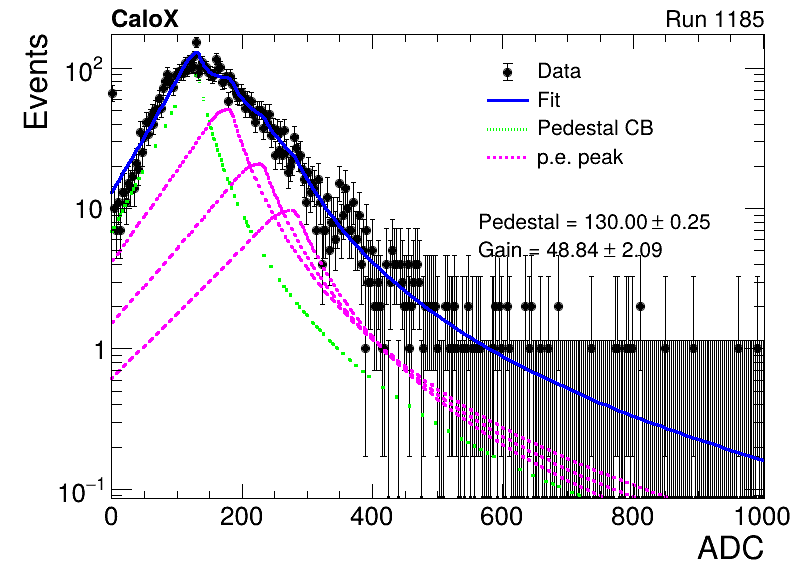 CaloX Run 1185
Events
Data
Fit
Pedestal CB
p.e. peak
Pedestal = 130.00 ± 0.25
Gain = 48.84 ± 2.09
10²
10
1
10⁻¹
0 200 400 600 800 1000
ADC